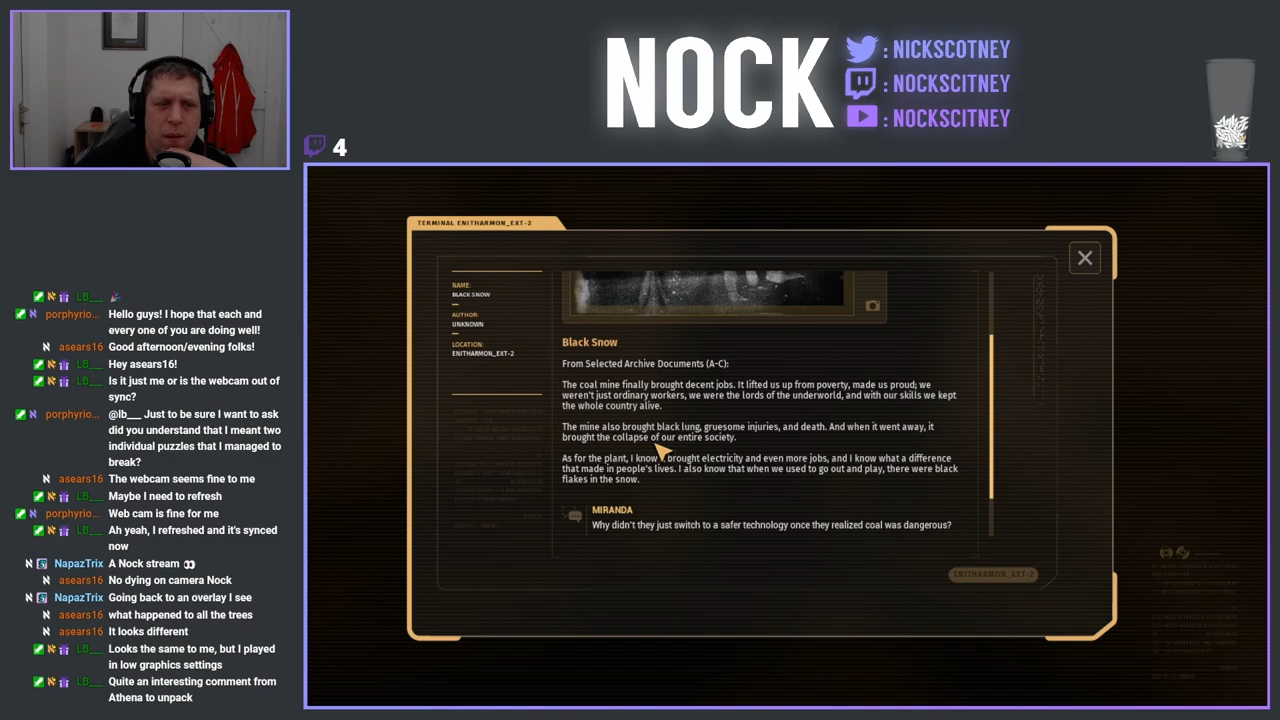 NOCK
: NICKSCOTNEY
: NOCKSCITNEY
: NOCKSCITNEY
4
LB__
porphyrio... Hello guys! I hope that each and
every one of you are doing well!
asears16 Good afternoon/evening folks!
LB__ Hey asears16!
LB__ Is it just me or is the webcam out of
sync?
porphyrio... @lb__ Just to be sure I want to ask
did you understand that I meant two
individual puzzles that I managed to
break?
asears16 The webcam seems fine to me
LB__ Maybe I need to refresh
porphyrio... Web cam is fine for me
LB__ Ah yeah, I refreshed and it's synced
now
NapazTrix A Nock stream
asears16 No dying on camera Nock
NapazTrix Going back to an overlay I see
asears16 what happened to all the trees
asears16 It looks different
LB__ Looks the same to me, but I played
in low graphics settings
LB__ Quite an interesting comment from
Athena to unpack
TERMINAL ENITHARMON_EXT-2
NAME:
BLACK SNOW
AUTHOR:
UNKNOWN
LOCATION:
ENITHARMON_EXT-2
Black Snow
From Selected Archive Documents (A-C):
The coal mine finally brought decent jobs. It lifted us up from poverty, made us proud; we
weren't just ordinary workers, we were the lords of the underworld, and with our skills we kept
the whole country alive.
The mine also brought black lung, gruesome injuries, and death. And when it went away, it
brought the collapse of our entire society.
As for the plant, I know brought electricity and even more jobs, and I know what a difference
that made in people's lives. I also know that when we used to go out and play, there were black
flakes in the snow.
MIRANDA
Why didn't they just switch to a safer technology once they realized coal was dangerous?
ENITHARMON_EXT-2